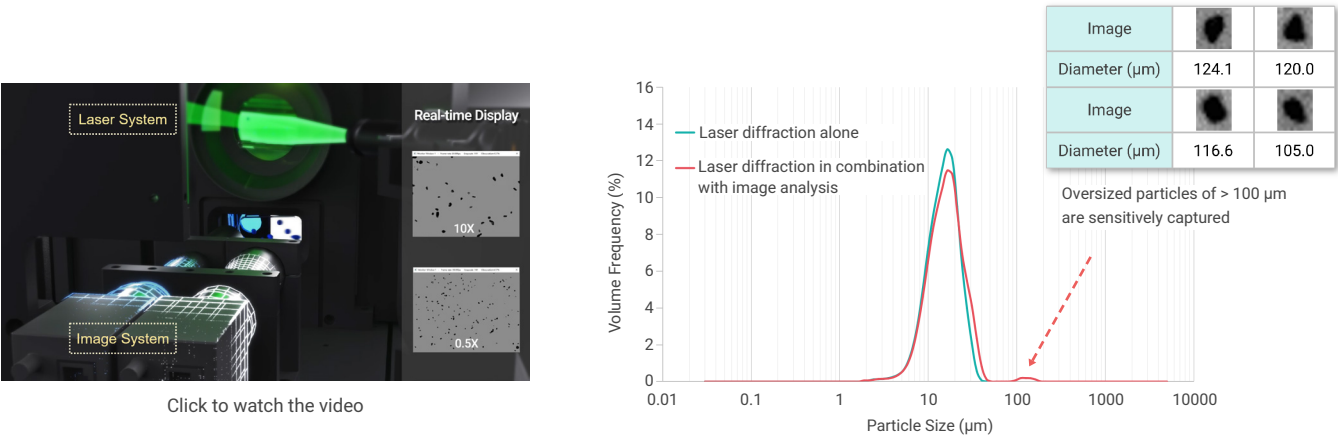 Laser System
Real-time Display
10X
0.5X
Image System
Click to watch the video
Volume Frequency (%)
16
14
12
10
8
6
4
2
0
Laser diffraction alone
Laser diffraction in combination
with image analysis
0.01
0.1
1
10
100
1000
10000
Particle Size (μm)
Image
Diameter (μm) 124.1 120.0
Image
Diameter (μm) 116.6 105.0
Oversized particles of > 100 μm
are sensitively captured